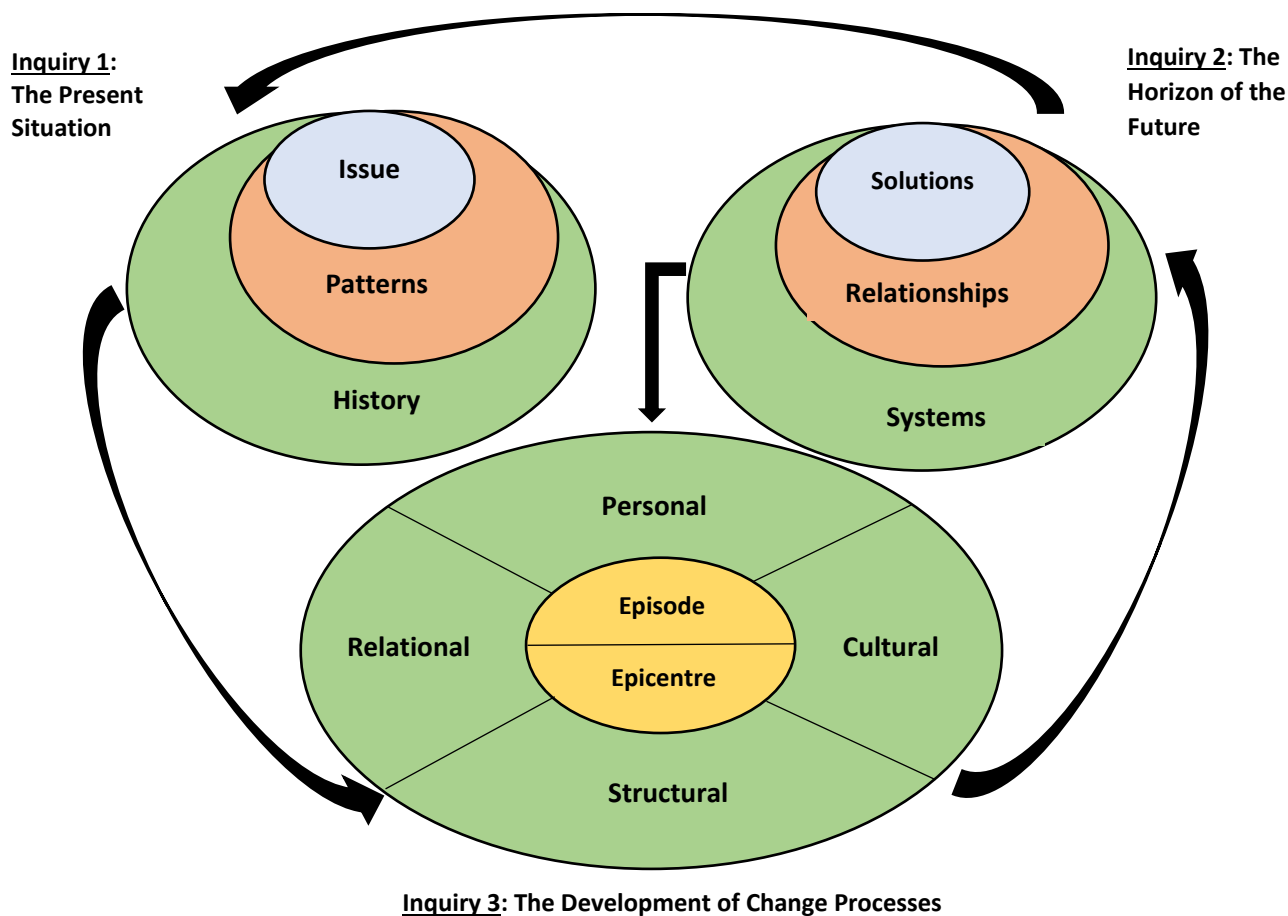 Inquiry 1:
The Present
Situation
Inquiry 2: The
Horizon of the
Future
Issue
Patterns
History
Solutions
Relationships
Systems
Personal
Episode
Relational
Cultural
Epicentre
Structural
Inquiry 3: The Development of Change Processes